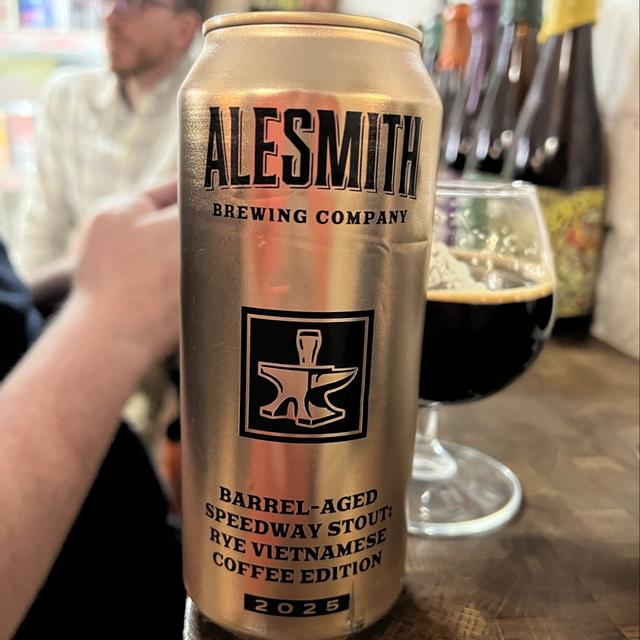 ALESMITH
BREWING COMPANY
BARREL-AGED
SPEEDWAY STOUT:
RYE VIETNAMESE
COFFEE EDITION
2025